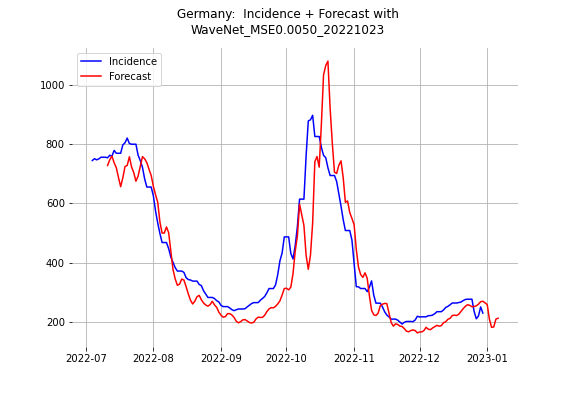 Germany:  Incidence + Forecast with
WaveNet_MSE0.0050_20221023
Incidence
Forecast
1000
800
600
400
200
2022-07 2022-08 2022-09 2022-10 2022-11 2022-12 2023-01